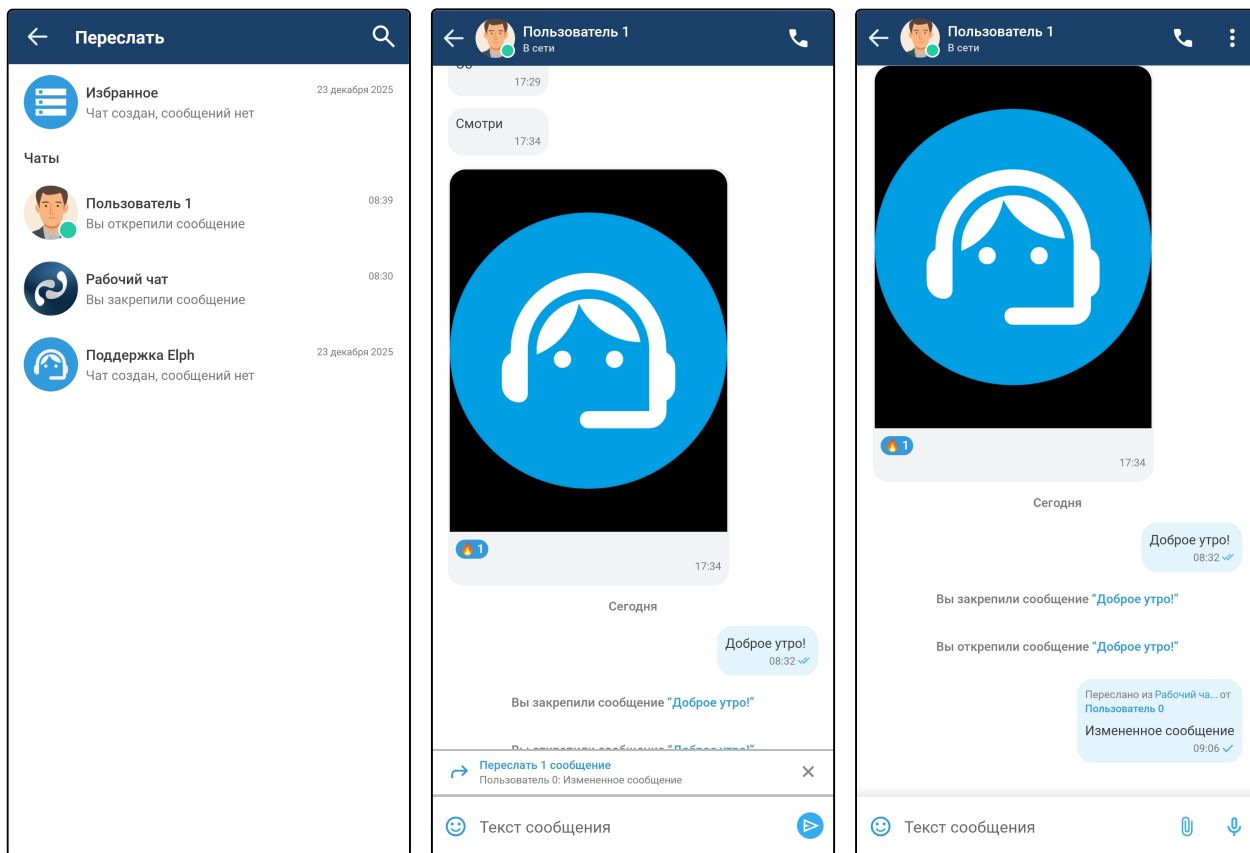 Переслать
Избранное
23 декабря 2025
Чат создан, сообщений нет
Чаты
Пользователь 1
08:39
Вы открепили сообщение
Рабочий чат
08:30
Вы закрепили сообщение
Поддержка Elph
23 декабря 2025
Чат создан, сообщений нет
Пользователь 1
В сети
17:29
Смотри
17:34
1
17:34
Сегодня
Доброе утро!
08:32
Вы закрепили сообщение “Доброе утро!”
Вы открепили сообщение “Доброе утро!”
Переслать 1 сообщение
Пользователь 0: Измененное сообщение
Текст сообщения
Пользователь 1
В сети
1
17:34
Сегодня
Доброе утро!
08:32
Вы закрепили сообщение “Доброе утро!”
Вы открепили сообщение “Доброе утро!”
Переслано из Рабочий ча... от
Пользователь 0
Измененное сообщение
09:06
Текст сообщения